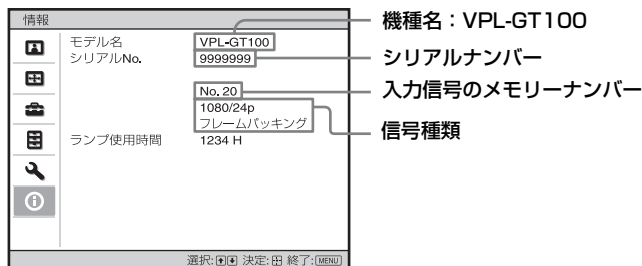 情報
機種名：VPL-GT100
モデル名 VPL-GT100
シリアルNo. 9999999
シリアルナンバー
No. 20
入力信号のメモリーナンバー
1080/24p
フレームパッキング
信号種類
ランプ使用時間 1234 H
選択: 決定: 終了: MENU